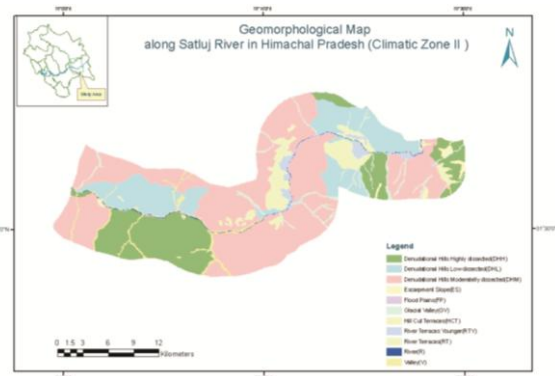 Geomorphological Map
along Satluj River in Himachal Pradesh (Climatic Zone II )
N
Study Area
Legend
Denudational Hills Highly dissected(DHH)
Denudational Hills Low dissected(DHL)
Denudational Hills Moderately dissected(DHM)
Escarpment Slope(ES)
Flood Plains(FP)
Glacial Valley(GV)
Hill Cut Terraces(HCT)
River Terraces Younger(RTY)
River Terraces(RT)
River(R)
Valley(V)
0 1.5 3 6 9 12
Kilometers